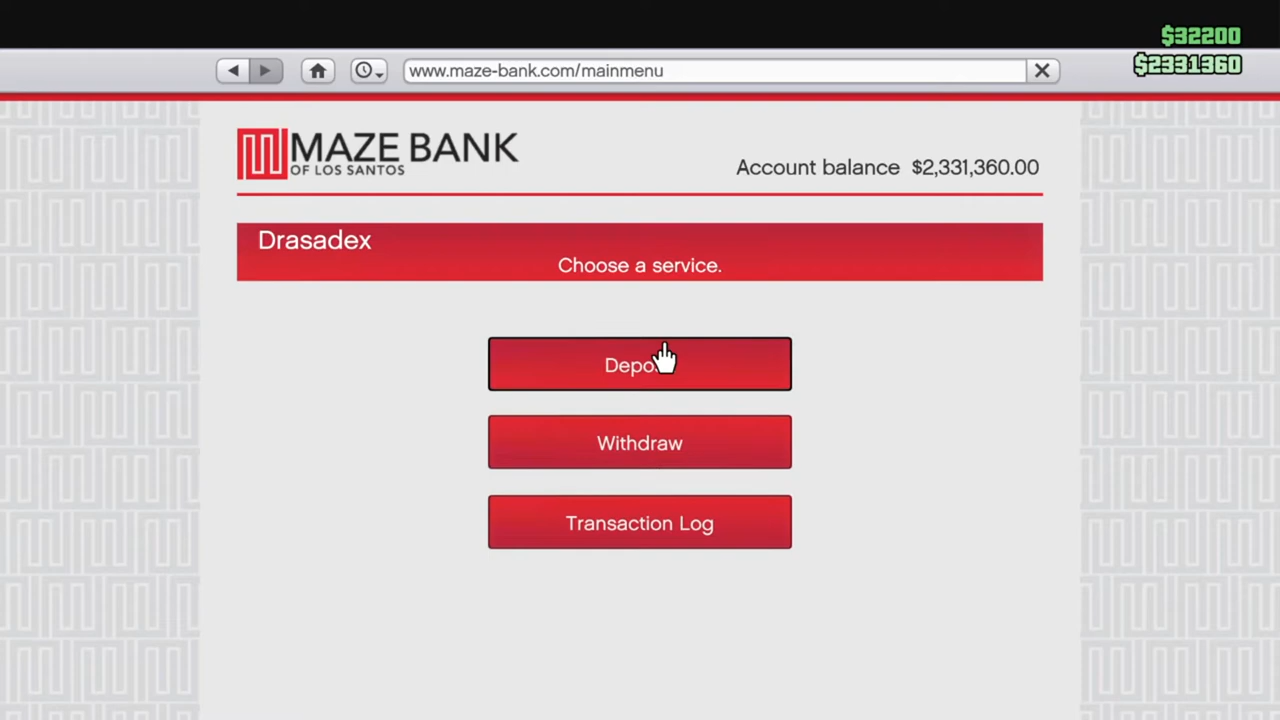 $32200
$2331360
www.maze-bank.com/mainmenu
MAZE BANK
OF LOS SANTOS
Account balance $2,331,360.00
Drasadex
Choose a service.
Withdraw
Transaction Log